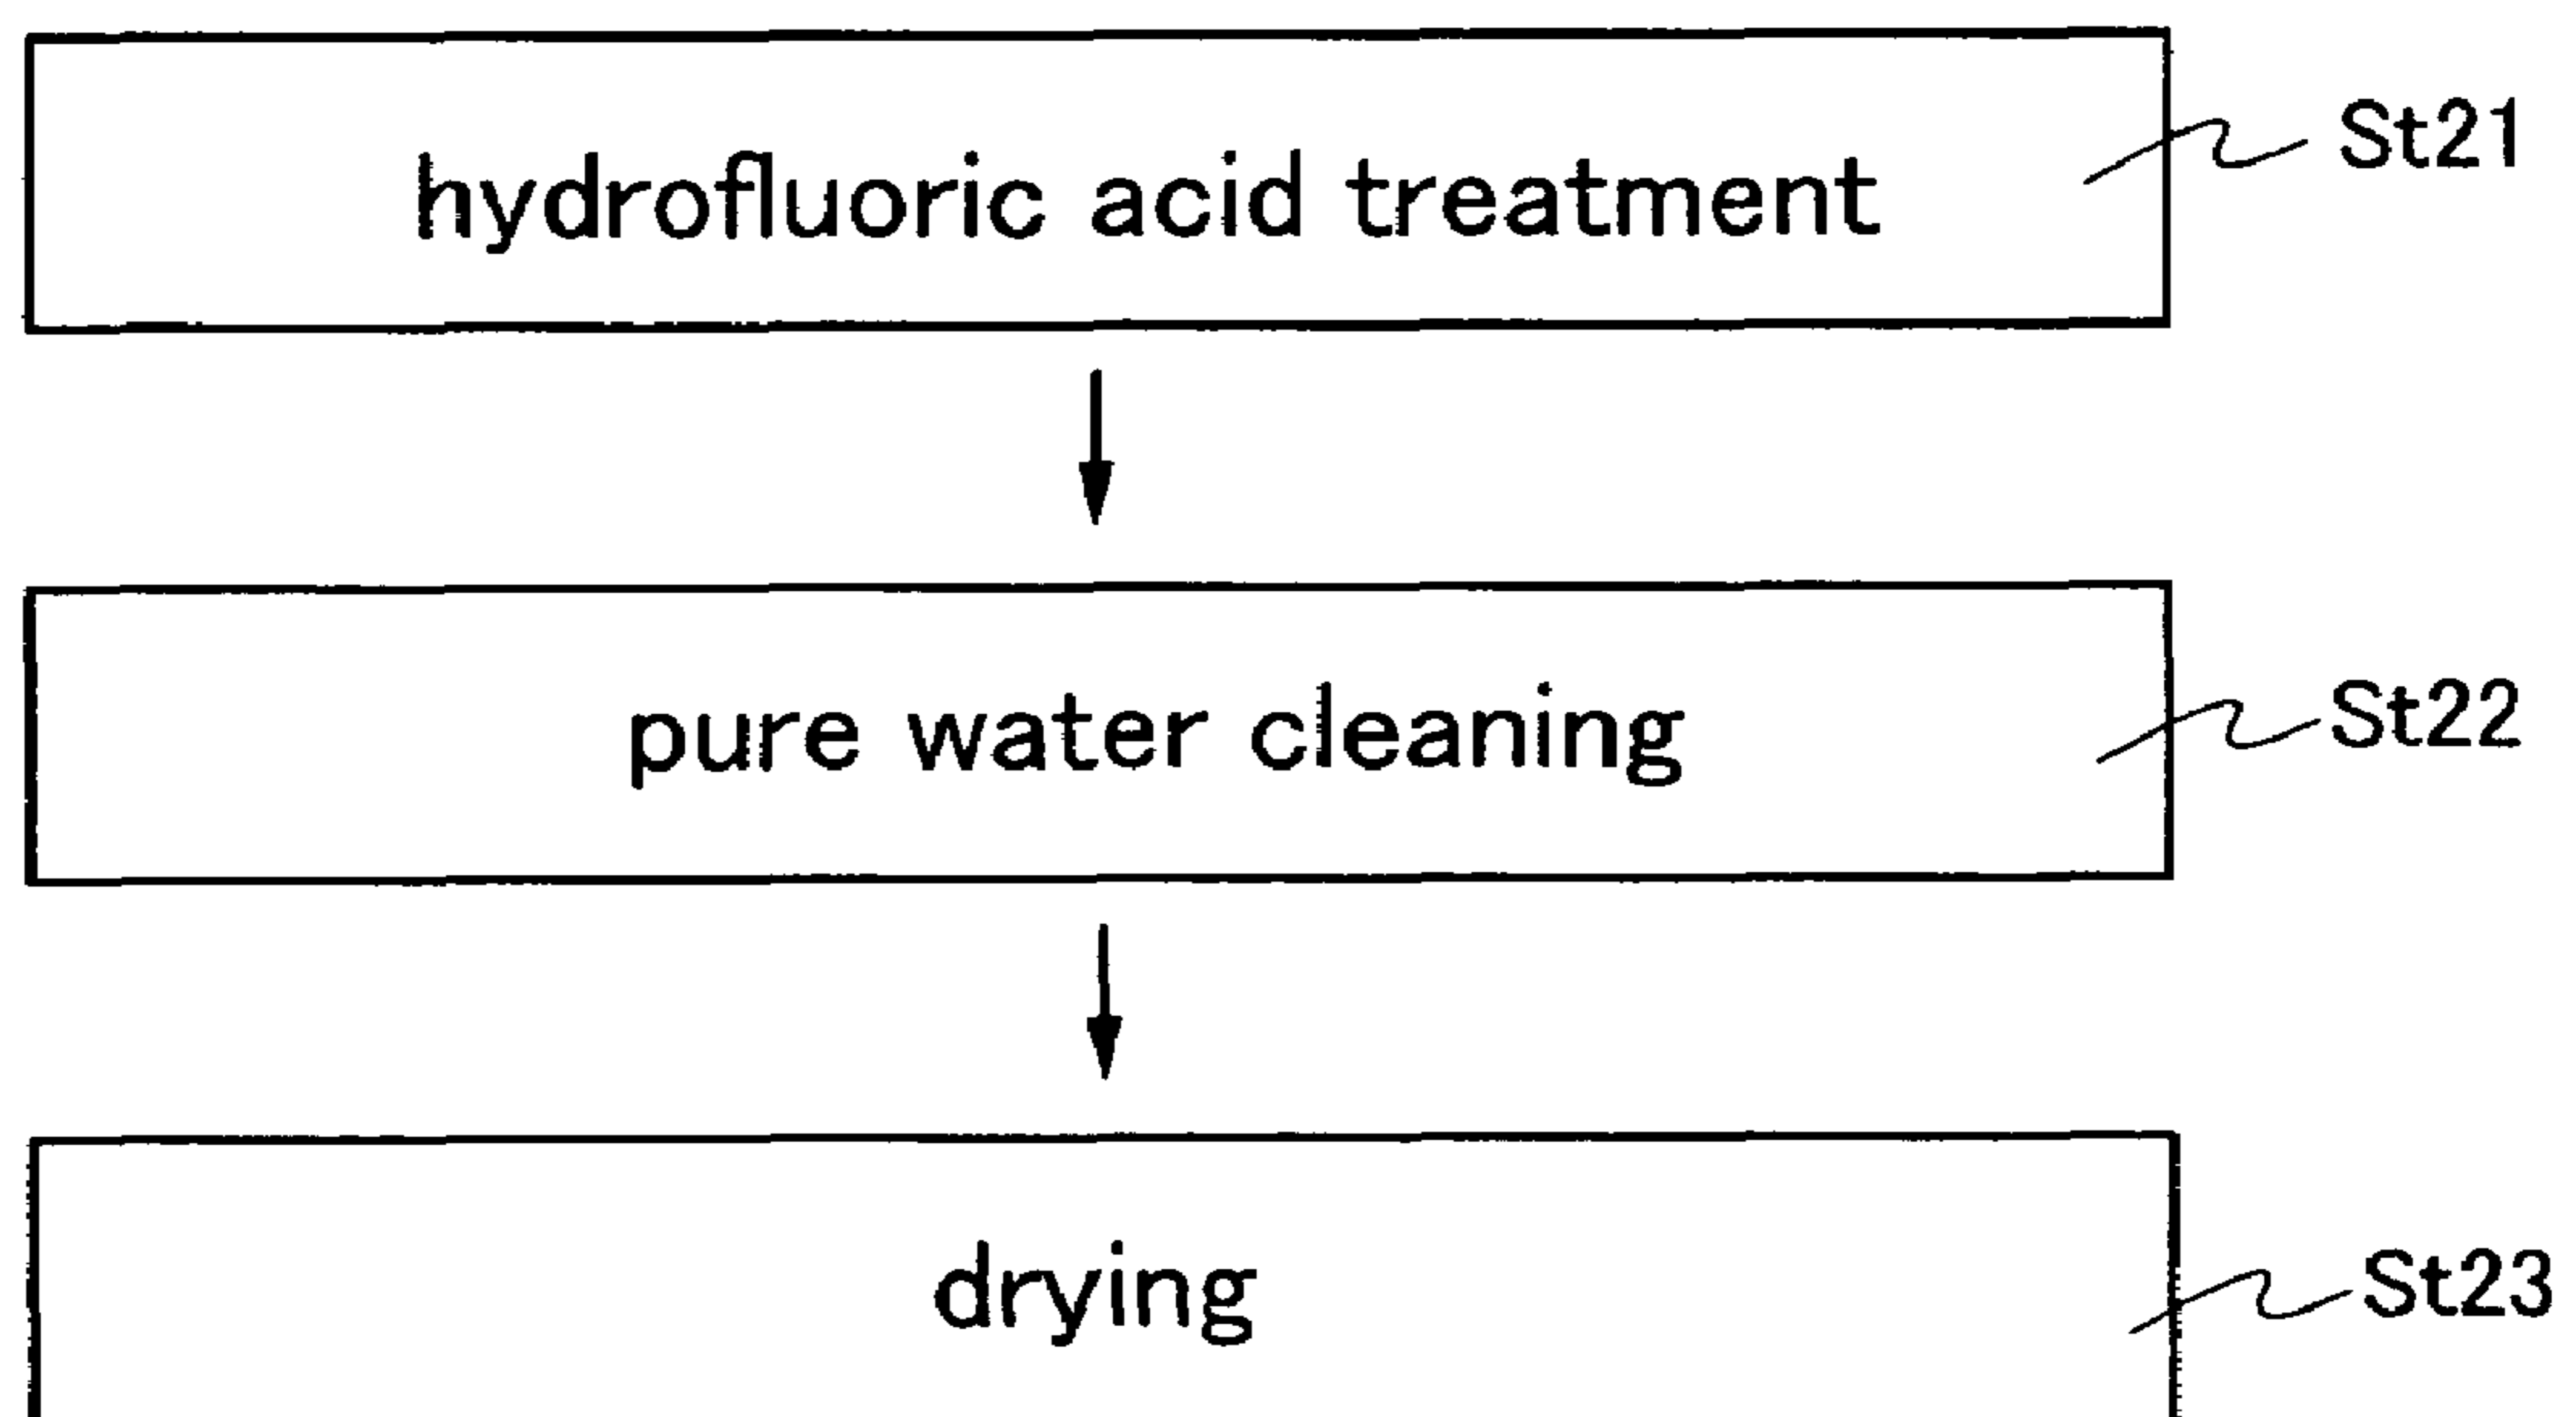 hydrofluoric acid treatment St21
pure water cleaning St22
drying St23